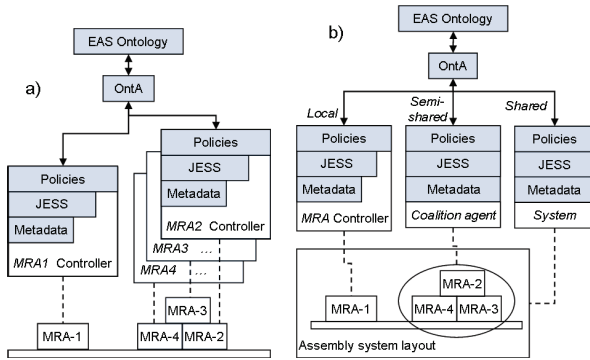 a)
EAS Ontology
OntA
Policies
JESS
Metadata
MRA1 Controller
Policies
JESS
Metadata
MRA2 Controller
MRA3 ...
MRA4 ...
MRA-1
MRA-3
MRA-4 MRA-2
b)
EAS Ontology
OntA
Local
Semi-
shared
Shared
Policies
JESS
Metadata
MRA Controller
Policies
JESS
Metadata
Coalition agent
Policies
JESS
Metadata
System
MRA-1
MRA-2
MRA-4 MRA-3
Assembly system layout